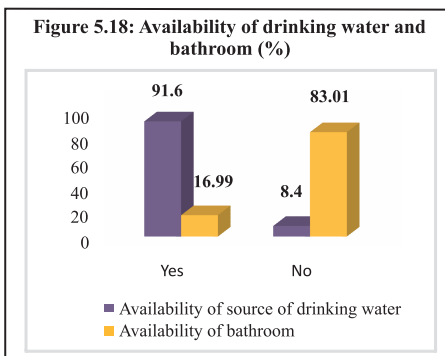 Figure 5.18: Availability of drinking water and
bathroom (%)
91.6
83.01
100
80
60
40
20
0
16.99
8.4
Yes
No
Availability of source of drinking water
Availability of bathroom